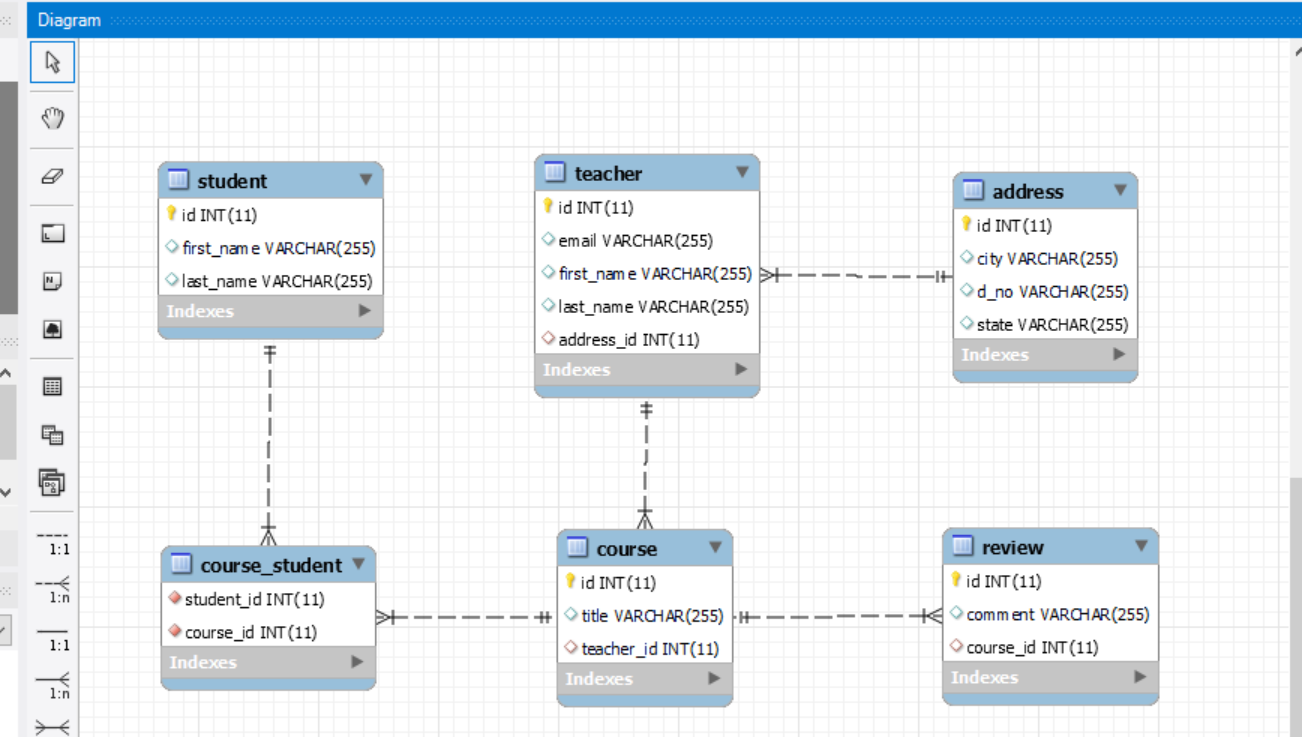 Diagram
student
id INT(11)
first_name VARCHAR(255)
last_name VARCHAR(255)
Indexes
teacher
id INT(11)
email VARCHAR(255)
first_name VARCHAR(255)
last_name VARCHAR(255)
address_id INT(11)
Indexes
address
id INT(11)
city VARCHAR(255)
d_no VARCHAR(255)
state VARCHAR(255)
Indexes
course_student
student_id INT(11)
course_id INT(11)
Indexes
course
id INT(11)
title VARCHAR(255)
teacher_id INT(11)
Indexes
review
id INT(11)
comment VARCHAR(255)
course_id INT(11)
Indexes
1:1
1:n
1:1
1:n